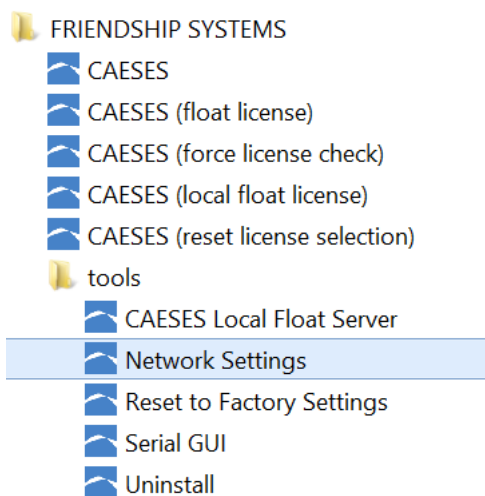 FRIENDSHIP SYSTEMS
CAESES
CAESES (float license)
CAESES (force license check)
CAESES (local float license)
CAESES (reset license selection)
tools
CAESES Local Float Server
Network Settings
Reset to Factory Settings
Serial GUI
Uninstall